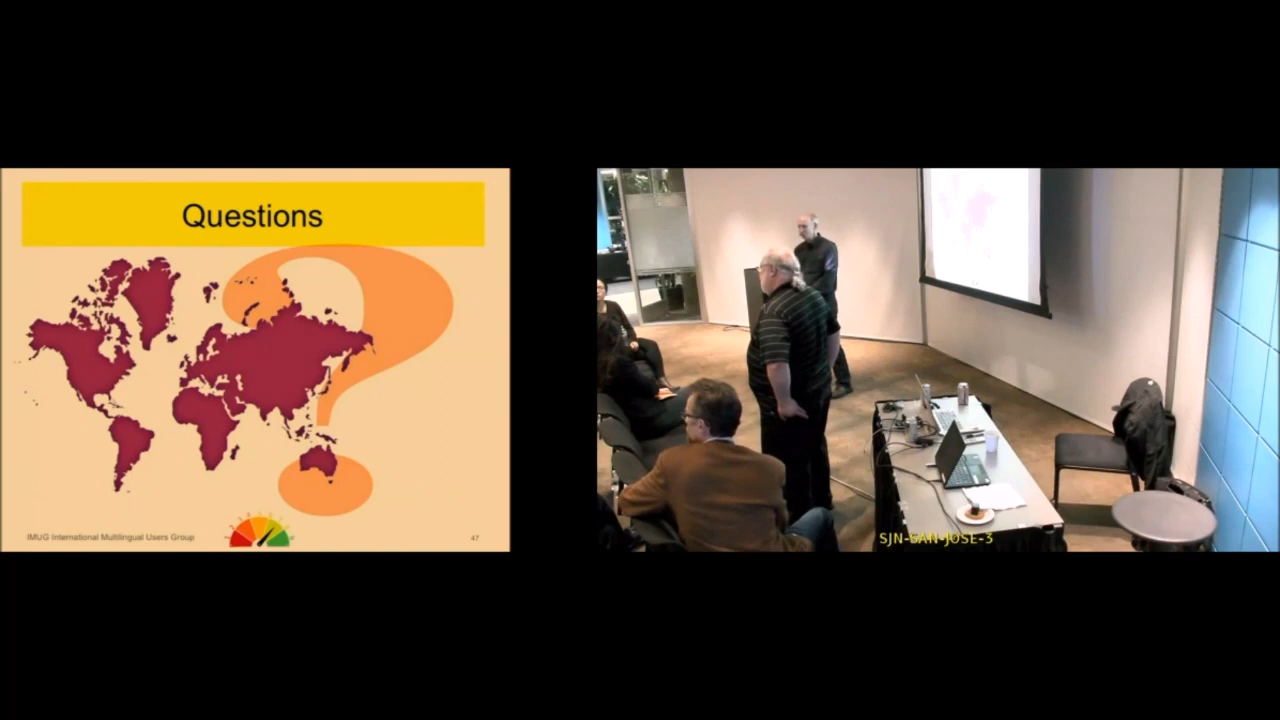 Questions
IMUG International Multilingual Users Group
47
SJN-SAN-JOSE-3